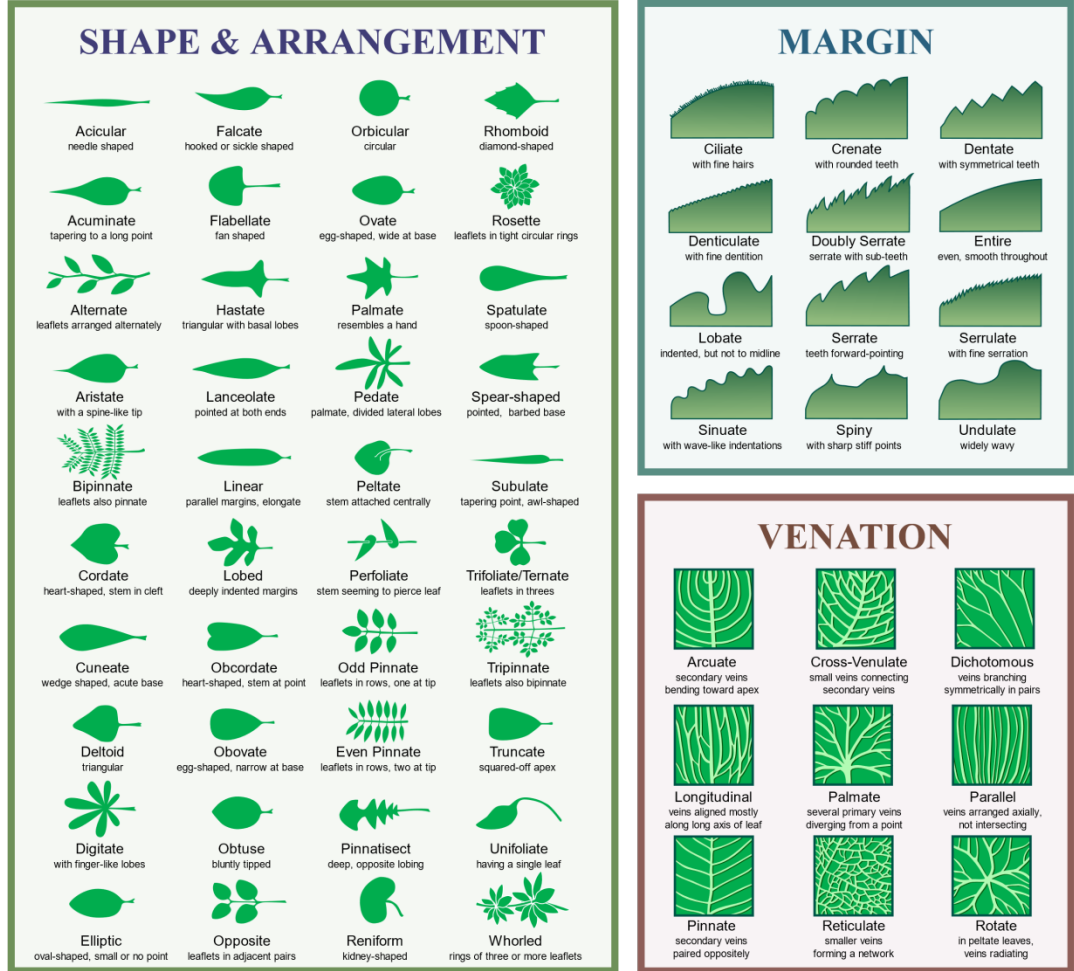 SHAPE & ARRANGEMENT
Acicular
needle shaped
Falcate
hooked or sickle shaped
Orbicular
circular
Rhomboid
diamond-shaped
Acuminate
tapering to a long point
Flabellate
fan shaped
Ovate
egg-shaped, wide at base
Rosette
leaflets in tight circular rings
Alternate
leaflets arranged alternately
Hastate
triangular with basal lobes
Palmate
resembles a hand
Spatulate
spoon-shaped
Aristate
with a spine-like tip
Lanceolate
pointed at both ends
Pedate
palmate, divided lateral lobes
Spear-shaped
pointed, barbed base
Bipinnate
leaflets also pinnate
Linear
parallel margins, elongate
Peltate
stem attached centrally
Subulate
tapering point, awl-shaped
Cordate
heart-shaped, stem in cleft
Lobed
deeply indented margins
Perfoliate
stem seeming to pierce leaf
Trifoliate/Ternate
leaflets in threes
Cuneate
wedge shaped, acute base
Obcordate
heart-shaped, stem at point
Odd Pinnate
leaflets in rows, one at tip
Tripinnate
leaflets also bipinnate
Deltoid
triangular
Obovate
egg-shaped, narrow at base
Even Pinnate
leaflets in rows, two at tip
Truncate
squared-off apex
Digitate
with finger-like lobes
Obtuse
bluntly tipped
Pinnatisect
deep, opposite lobing
Unifoliate
having a single leaf
Elliptic
oval-shaped, small or no point
Opposite
leaflets in adjacent pairs
Reniform
kidney-shaped
Whorled
rings of three or more leaflets
MARGIN
Ciliate
with fine hairs
Crenate
with rounded teeth
Dentate
with symmetrical teeth
Denticulate
with fine dentition
Doubly Serrate
serrate with sub-teeth
Entire
even, smooth throughout
Lobate
indented, but not to midline
Serrate
teeth forward-pointing
Serrulate
with fine serration
Sinuate
with wave-like indentations
Spiny
with sharp stiff points
Undulate
widely wavy
VENATION
Arcuate
secondary veins
bending toward apex
Cross-Venulate
small veins connecting
secondary veins
Dichotomous
veins branching
symmetrically in pairs
Longitudinal
veins aligned mostly
along long axis of leaf
Palmate
several primary veins
diverging from a point
Parallel
veins arranged axially,
not intersecting
Pinnate
secondary veins
paired oppositely
Reticulate
smaller veins
forming a network
Rotate
in peltate leaves,
veins radiating